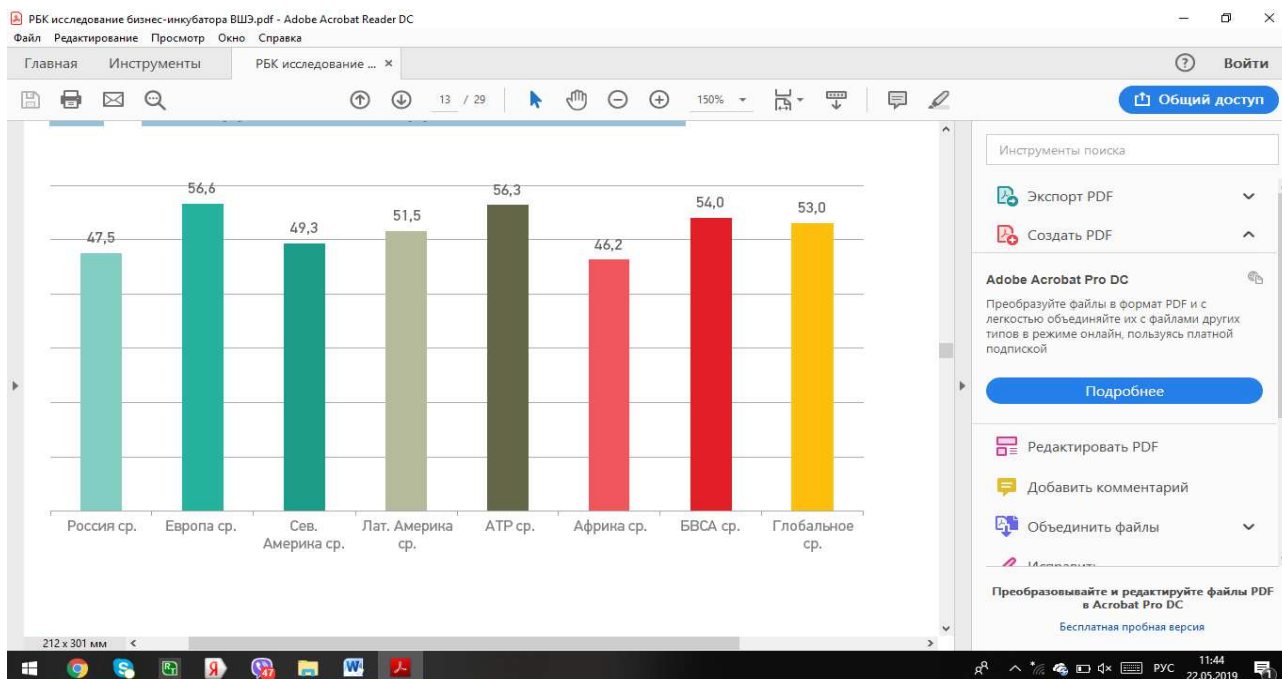 РБК исследование бизнес-инкубатора ВШЭ.pdf - Adobe Acrobat Reader DC
Файл Редактирование Просмотр Окно Справка
Главная Инструменты РБК исследование ... ×
Войти
13 / 29 150% Общий доступ
Инструменты поиска
Экспорт PDF
Создать PDF
Adobe Acrobat Pro DC
Преобразуйте файлы в формат PDF и с
легкостью объединяйте их с файлами других
типов в режиме онлайн, пользуясь платной
подпиской
Подробнее
Редактировать PDF
Добавить комментарий
Объединить файлы
Преобразовывайте и редактируйте файлы PDF
в Acrobat Pro DC
Бесплатная пробная версия
47,5 56,6 49,3 51,5 56,3 46,2 54,0 53,0
Россия ср. Европа ср. Сев. Лат. Америка АТР ср. Африка ср. БВСА ср. Глобальное
Америка ср. ср. ср.
212 x 301 мм
47
РУС
11:44
22.05.2019